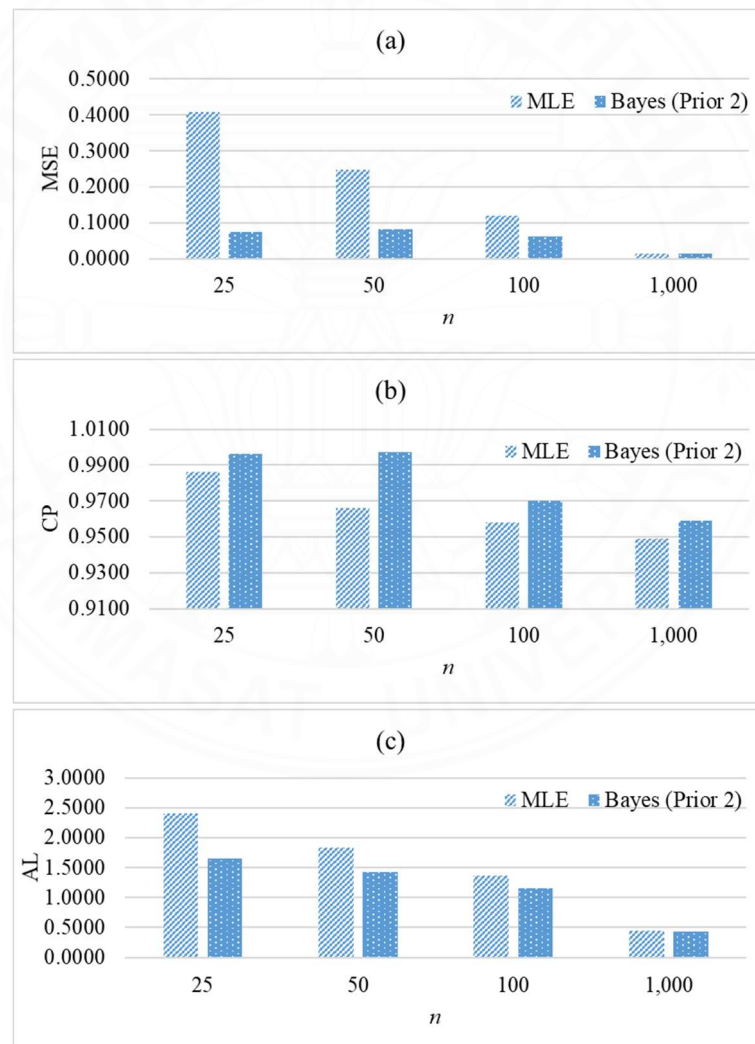 (a)
0.5000
MLE Bayes (Prior 2)
0.4000
0.3000
MSE
0.2000
0.1000
0.0000
25 50 100 1,000
n
(b)
1.0100
MLE Bayes (Prior 2)
0.9900
0.9700
CP
0.9500
0.9300
0.9100
25 50 100 1,000
n
MASAT UNIVER
(c)
3.0000
MLE Bayes (Prior 2)
2.5000
2.0000
AL
1.5000
1.0000
0.5000
0.0000
25 50 100 1,000
n